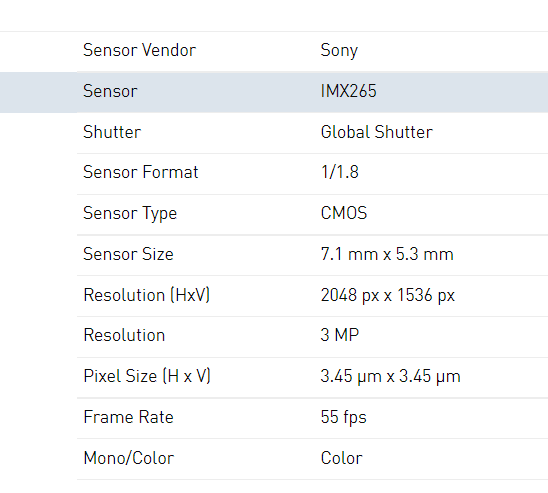 Sensor Vendor Sony
Sensor IMX265
Shutter Global Shutter
Sensor Format 1/1.8
Sensor Type CMOS
Sensor Size 7.1 mm x 5.3 mm
Resolution (HxV) 2048 px x 1536 px
Resolution 3 MP
Pixel Size (H x V) 3.45 µm x 3.45 µm
Frame Rate 55 fps
Mono/Color Color